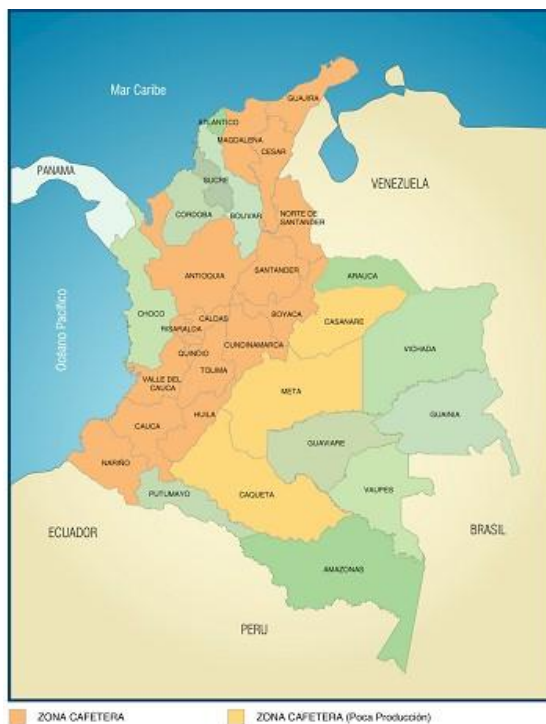 Mar Caribe
GUAJIRA
ATLANTICO
MAGDALENA
CESAR
PANAMA
VENEZUELA
SUCRE
CORDOBA
BOLIVAR
NORTE DE
SANTANDER
ANTIOQUIA
SANTANDER
ARAUCA
Océano Pacífico
CHOCO
CALDAS
BOYACA
CASANARE
RISARALDA
CUNDINAMARCA
VICHADA
QUINDIO
TOLIMA
VALLE DEL
CAUCA
META
HUILA
GUAINIA
CAUCA
GUAVIARE
NARIÑO
PUTUMAYO
CAQUETA
VAUPES
ECUADOR
BRASIL
AMAZONAS
PERU
ZONA CAFETERA
ZONA CAFETERA (Poca Producción)